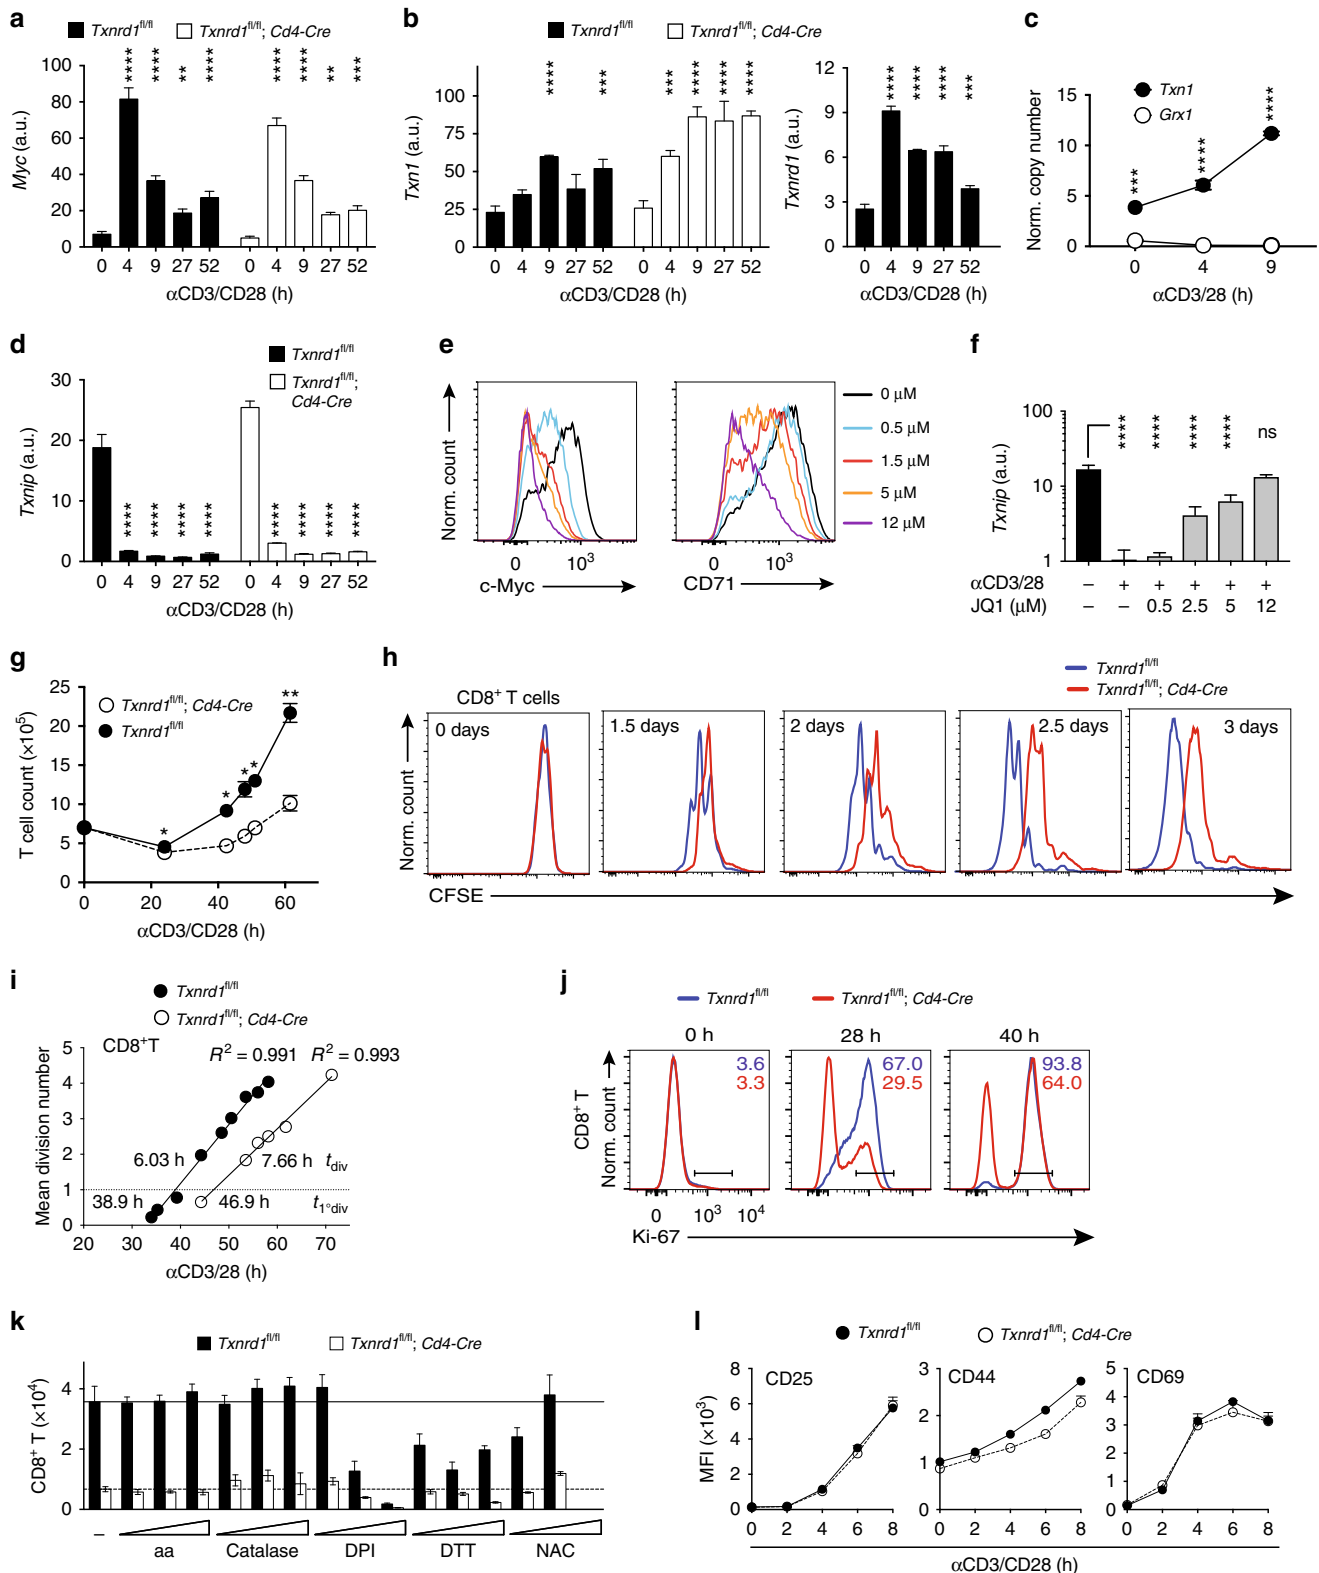 a
Txnrd1fl/fl
Txnrd1fl/fl; Cd4-Cre
Myc (a.u.)
100
80
60
40
20
0
**** **** ** **** **** **** ** ***
0 4 9 27 52 0 4 9 27 52
αCD3/CD28 (h)
b
Txnrd1fl/fl
Txnrd1fl/fl; Cd4-Cre
Txn1 (a.u.)
100
75
50
25
0
**** *** *** **** **** ****
0 4 9 27 52 0 4 9 27 52
αCD3/CD28 (h)
Txnrd1 (a.u.)
12
9
6
3
0
**** **** **** ***
0 4 9 27 52
αCD3/CD28 (h)
c
Txn1
Grx1
Norm. copy number
15
10
5
0
*** **** ****
0 4 9
αCD3/28 (h)
d
Txnrd1fl/fl
Txnrd1fl/fl;
Cd4-Cre
Txnip (a.u.)
30
20
10
0
**** **** **** **** **** **** **** ****
0 4 9 27 52 0 4 9 27 52
αCD3/CD28 (h)
e
Norm. count
0 10³
c-Myc
0 10³
CD71
0 μM
0.5 μM
1.5 μM
5 μM
12 μM
f
Txnip (a.u.)
100
10
1
**** **** **** **** ns
αCD3/28 – + + + + +
JQ1 (μM) – – 0.5 2.5 5 12
g
Txnrd1fl/fl; Cd4-Cre
Txnrd1fl/fl
T cell count (×10⁵)
25
20
15
10
5
0
* * * * **
0 20 40 60
αCD3/CD28 (h)
h
Txnrd1fl/fl
Txnrd1fl/fl; Cd4-Cre
CD8⁺ T cells
0 days
1.5 days
2 days
2.5 days
3 days
Norm. count
CFSE
i
Txnrd1fl/fl
Txnrd1fl/fl; Cd4-Cre
CD8⁺T
R² = 0.991 R² = 0.993
Mean division number
5
4
3
2
1
0
6.03 h 7.66 h tdiv
38.9 h 46.9 h t1°div
20 30 40 50 60 70
αCD3/28 (h)
j
Txnrd1fl/fl
Txnrd1fl/fl; Cd4-Cre
0 h 28 h 40 h
CD8⁺ T
Norm. count
3.6
3.3
67.0
29.5
93.8
64.0
0 10³ 10⁴
Ki-67
k
Txnrd1fl/fl
Txnrd1fl/fl; Cd4-Cre
CD8⁺ T (×10⁴)
4
2
0
– aa Catalase DPI DTT NAC
l
Txnrd1fl/fl
Txnrd1fl/fl; Cd4-Cre
MFI (×10³)
CD25
8
6
4
2
0
0 2 4 6 8
CD44
3
2
1
0
0 2 4 6 8
CD69
5
4
3
2
1
0
0 2 4 6 8
αCD3/CD28 (h)